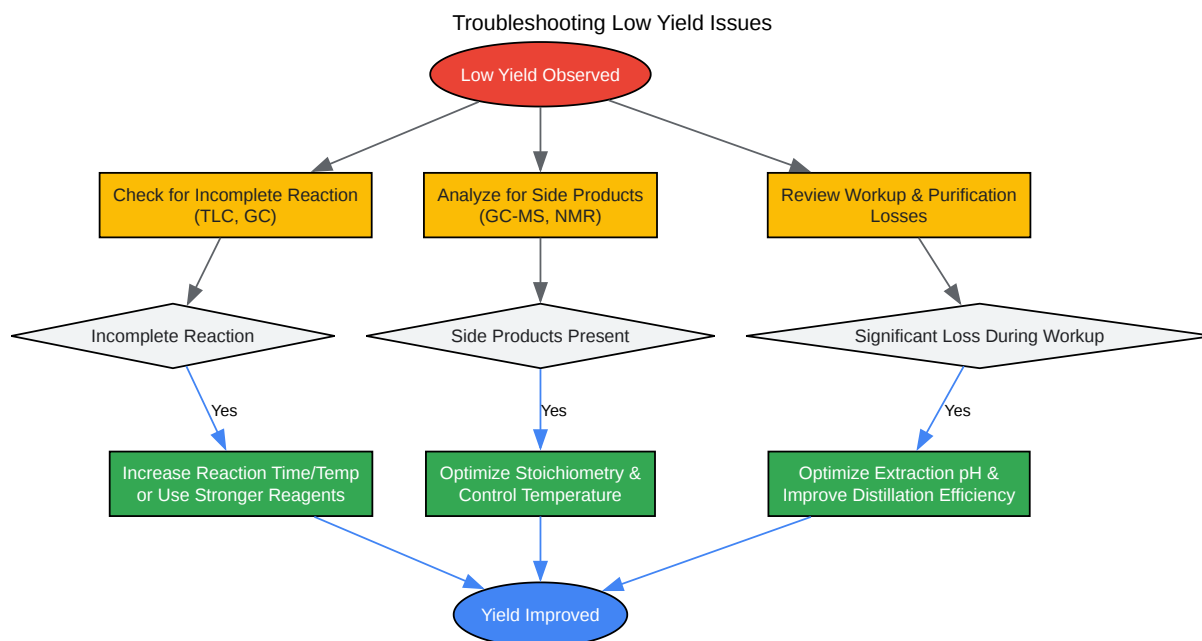 Troubleshooting Low Yield Issues
Low Yield Observed
Check for Incomplete Reaction
(TLC, GC)
Analyze for Side Products
(GC-MS, NMR)
Review Workup & Purification
Losses
Incomplete Reaction
Side Products Present
Significant Loss During Workup
Yes
Yes
Yes
Increase Reaction Time/Temp
or Use Stronger Reagents
Optimize Stoichiometry &
Control Temperature
Optimize Extraction pH &
Improve Distillation Efficiency
Yield Improved